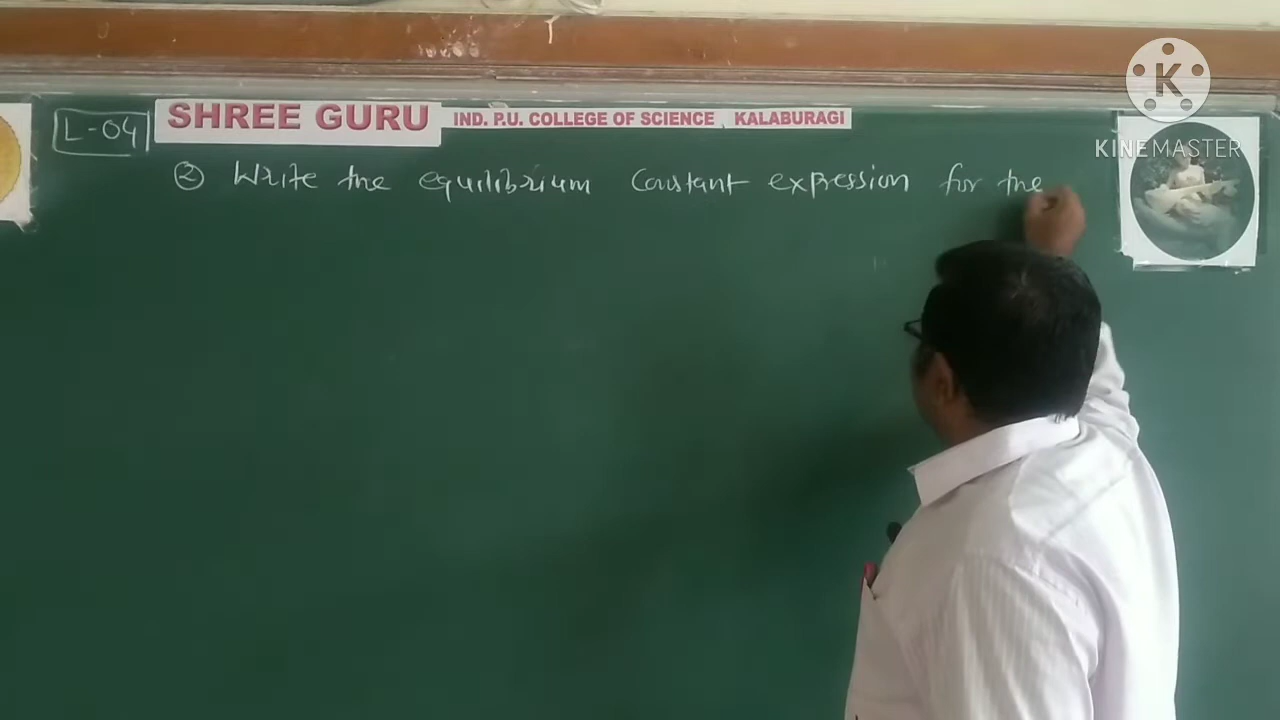 L-04
SHREE GURU IND. P.U. COLLEGE OF SCIENCE, KALABURAGI
K
KINEMASTER
② Write the equilibrium constant expression for the